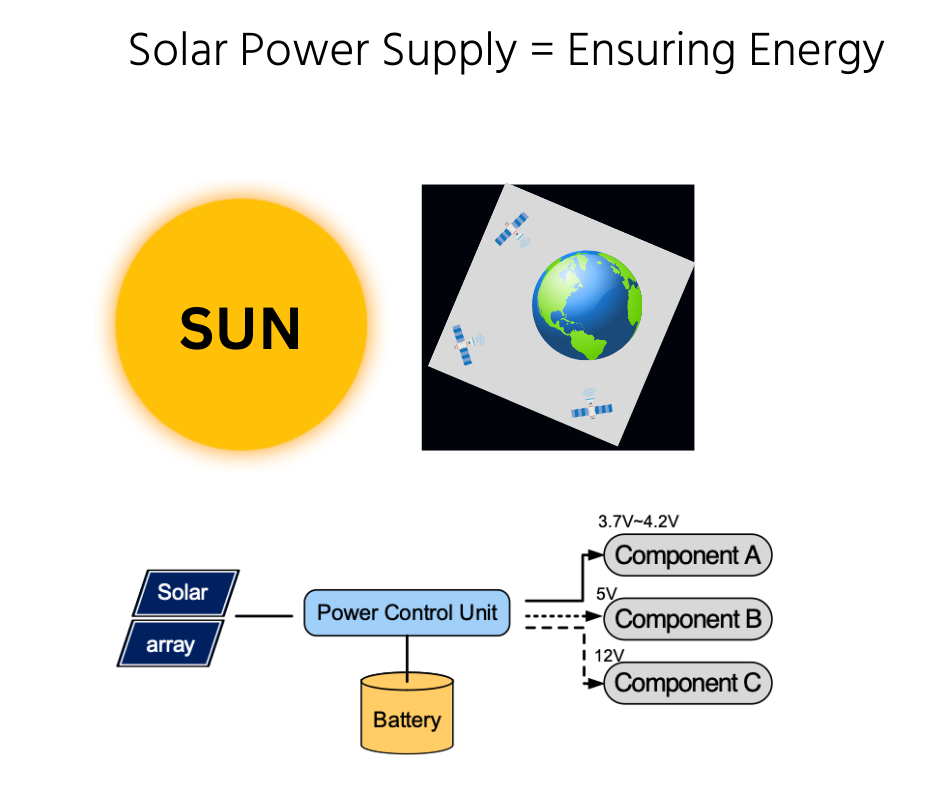 Solar Power Supply = Ensuring Energy
SUN
3.7V~4.2V
Component A
Solar
array
Power Control Unit
5V
Component B
12V
Component C
Battery